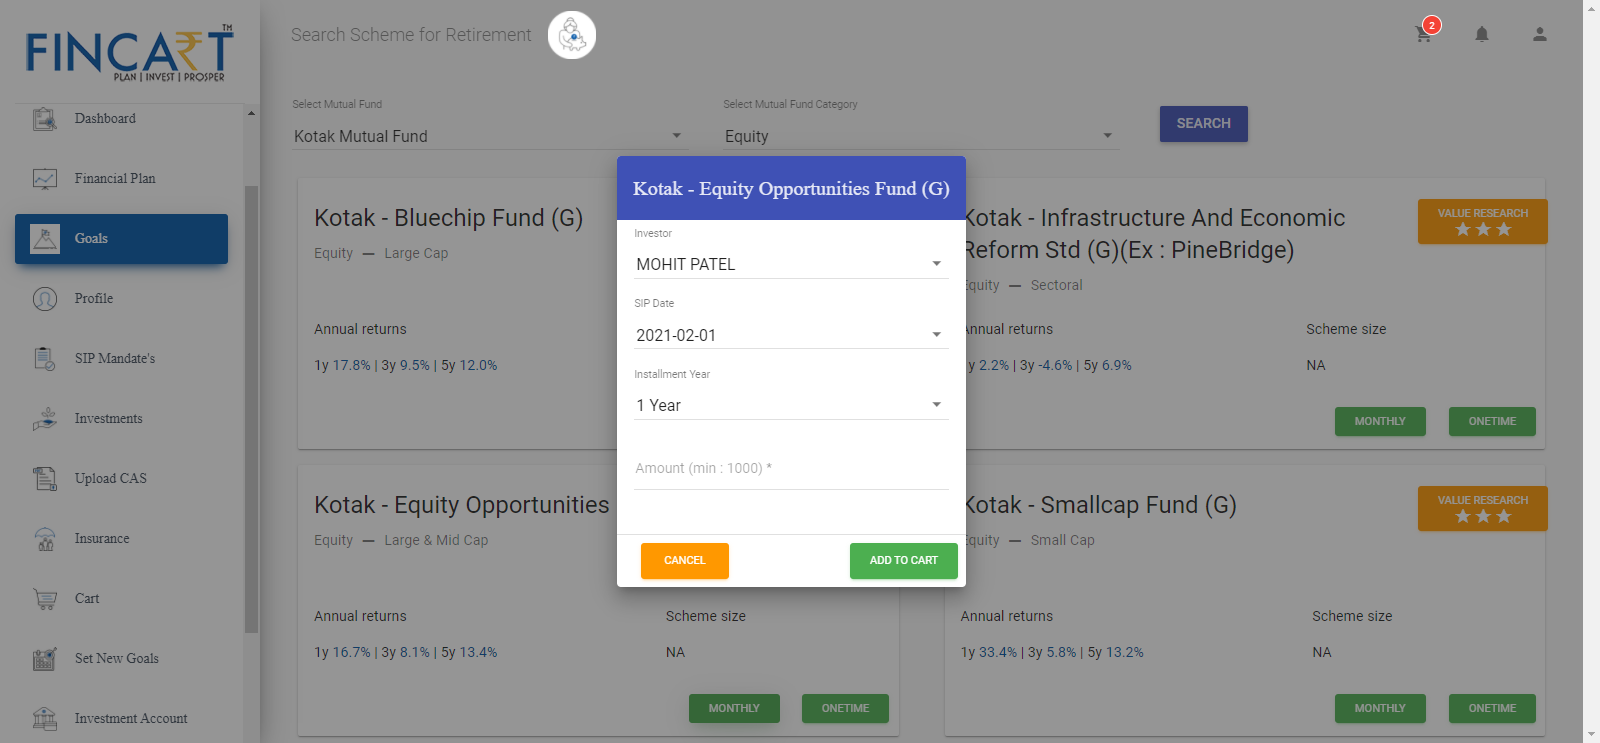 FINCART
TM
PLAN | INVEST | PROSPER
Dashboard
Financial Plan
Goals
Profile
SIP Mandate's
Investments
Upload CAS
Insurance
Cart
Set New Goals
Investment Account
Search Scheme for Retirement
2
Select Mutual Fund
Kotak Mutual Fund
Select Mutual Fund Category
Equity
SEARCH
Kotak - Bluechip Fund (G)
Equity — Large Cap
Annual returns
1y 17.8% | 3y 9.5% | 5y 12.0%
Kotak - Infrastructure And Economic
Reform Std (G)(Ex : PineBridge)
VALUE RESEARCH
Equity — Sectoral
Annual returns
Scheme size
y 2.2% | 3y -4.6% | 5y 6.9%
NA
MONTHLY
ONETIME
Kotak - Equity Opportunities
Equity — Large & Mid Cap
Annual returns
Scheme size
1y 16.7% | 3y 8.1% | 5y 13.4%
NA
MONTHLY
ONETIME
Kotak - Smallcap Fund (G)
VALUE RESEARCH
Equity — Small Cap
Annual returns
Scheme size
1y 33.4% | 3y 5.8% | 5y 13.2%
NA
MONTHLY
ONETIME
Kotak - Equity Opportunities Fund (G)
Investor
MOHIT PATEL
SIP Date
2021-02-01
Installment Year
1 Year
Amount (min : 1000) *
CANCEL
ADD TO CART